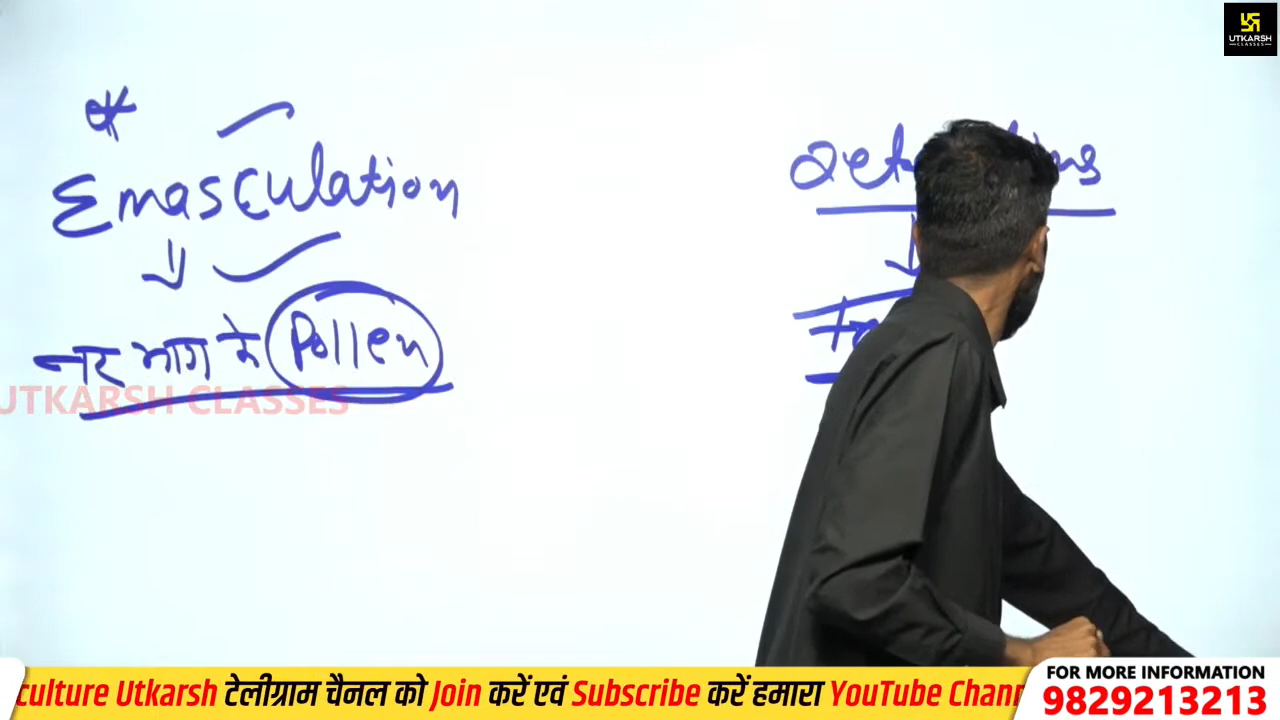 UTKARSH
CLASSES
Emasculation
नर भाग के Pollen
UTKARSH CLASSES
culture Utkarsh टेलीग्राम चैनल को Join करें एवं Subscribe करें हमारा YouTube Chann
FOR MORE INFORMATION
9829213213